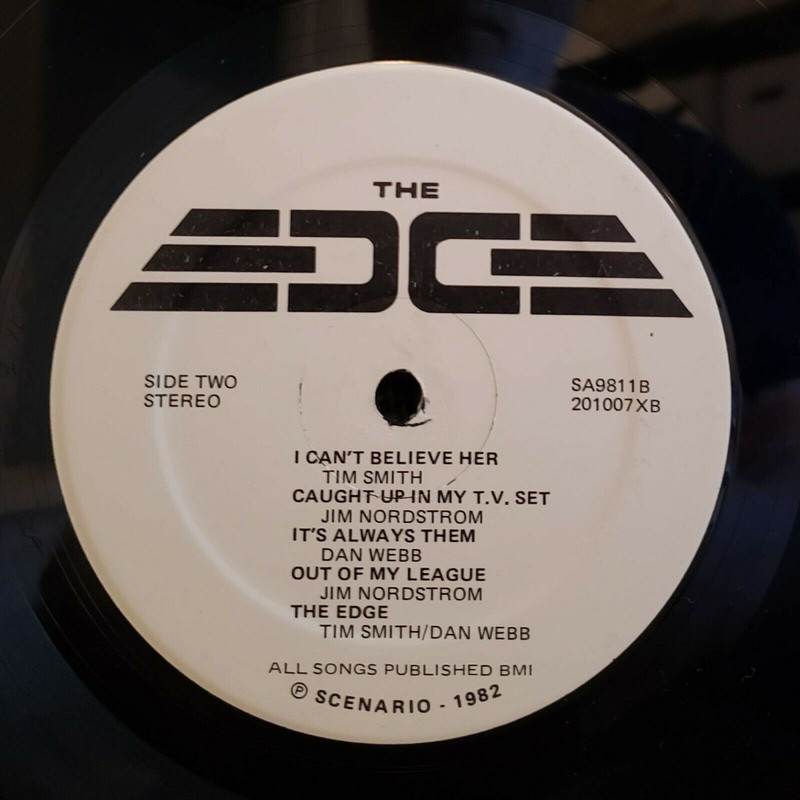 THE
EDGE
SIDE TWO
STEREO
SA9811B
201007XB
I CAN'T BELIEVE HER
TIM SMITH
CAUGHT UP IN MY T.V. SET
JIM NORDSTROM
IT'S ALWAYS THEM
DAN WEBB
OUT OF MY LEAGUE
JIM NORDSTROM
THE EDGE
TIM SMITH/DAN WEBB
ALL SONGS PUBLISHED BMI
Ⓟ SCENARIO - 1982